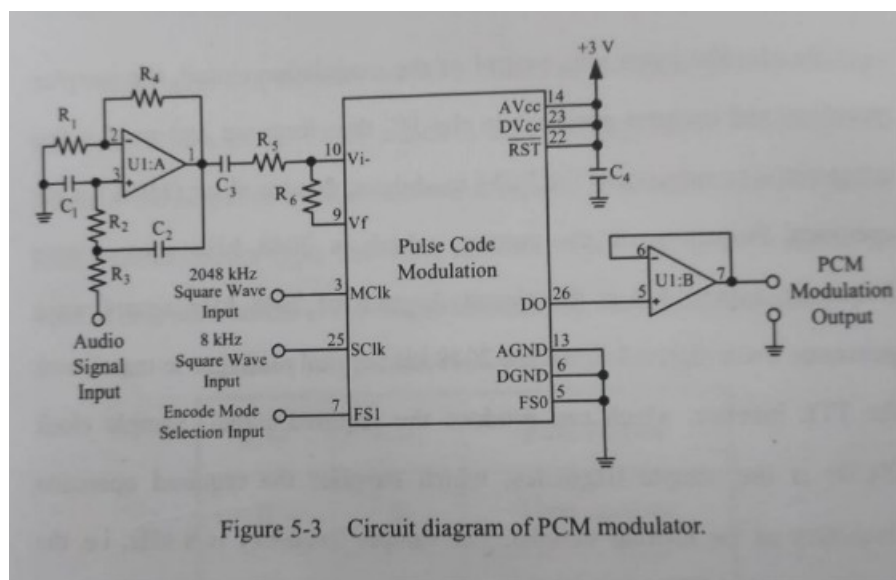 +3 V
R4
R1
2
U1:A
1
3
C1
C3
R5
R2
C2
R3
Audio
Signal
Input
10
Vi-
R6
9
Vf
Pulse Code
Modulation
14
AVcc
23
DVcc
22
RST
C4
2048 kHz
Square Wave
Input
3
MClk
8 kHz
Square Wave
Input
25
SClk
Encode Mode
Selection Input
7
FS1
DO
26
6
U1:B
7
5
PCM
Modulation
Output
AGND
13
DGND
6
FS0
5
Figure 5-3 Circuit diagram of PCM modulator.